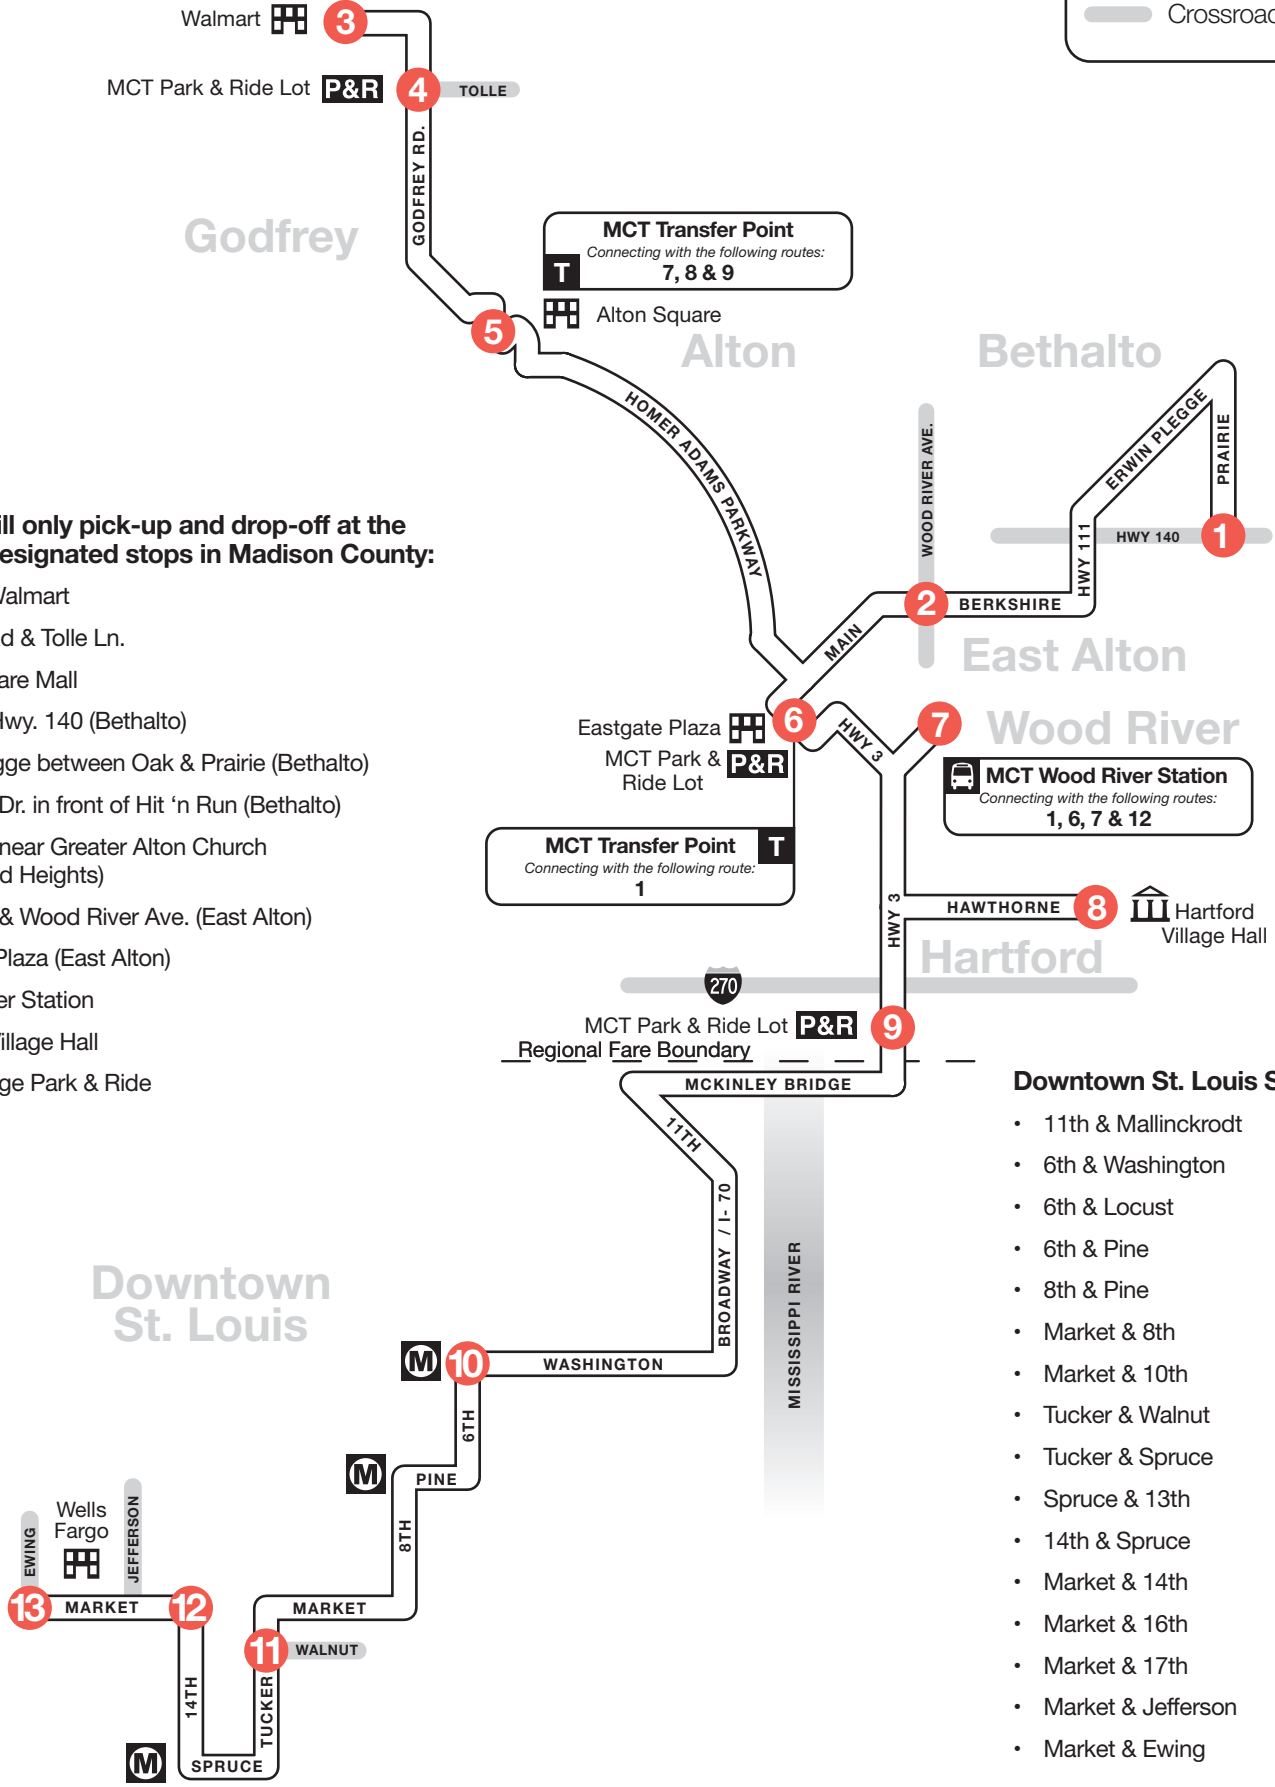 Crossroad
Walmart
3
MCT Park & Ride Lot P&R
4
TOLLE
GODFREY RD.
Godfrey
MCT Transfer Point
Connecting with the following routes:
T
7, 8 & 9
Alton Square
5
Alton
Bethalto
HOMER ADAMS PARKWAY
WOOD RIVER AVE.
ERWIN PLEGGE
PRAIRIE
HWY 111
HWY 140
1
2
BERKSHIRE
MAIN
East Alton
ill only pick-up and drop-off at the
esignated stops in Madison County:
Walmart
d & Tolle Ln.
are Mall
Hwy. 140 (Bethalto)
gge between Oak & Prairie (Bethalto)
Dr. in front of Hit ‘n Run (Bethalto)
near Greater Alton Church
d Heights)
& Wood River Ave. (East Alton)
Plaza (East Alton)
er Station
Village Hall
ge Park & Ride
Eastgate Plaza
6
MCT Park &
Ride Lot
P&R
HWY 3
7
Wood River
MCT Wood River Station
Connecting with the following routes:
1, 6, 7 & 12
MCT Transfer Point
T
Connecting with the following route:
1
HWY 3
HAWTHORNE
8
Hartford
Village Hall
Hartford
270
MCT Park & Ride Lot P&R
9
Regional Fare Boundary
MCKINLEY BRIDGE
11TH
BROADWAY / I- 70
MISSISSIPPI RIVER
Downtown
St. Louis
M
10
WASHINGTON
6TH
M
PINE
8TH
Wells
Fargo
EWING
JEFFERSON
13
MARKET
12
MARKET
11
WALNUT
14TH
TUCKER
M
SPRUCE
Downtown St. Louis S
• 11th & Mallinckrodt
• 6th & Washington
• 6th & Locust
• 6th & Pine
• 8th & Pine
• Market & 8th
• Market & 10th
• Tucker & Walnut
• Tucker & Spruce
• Spruce & 13th
• 14th & Spruce
• Market & 14th
• Market & 16th
• Market & 17th
• Market & Jefferson
• Market & Ewing